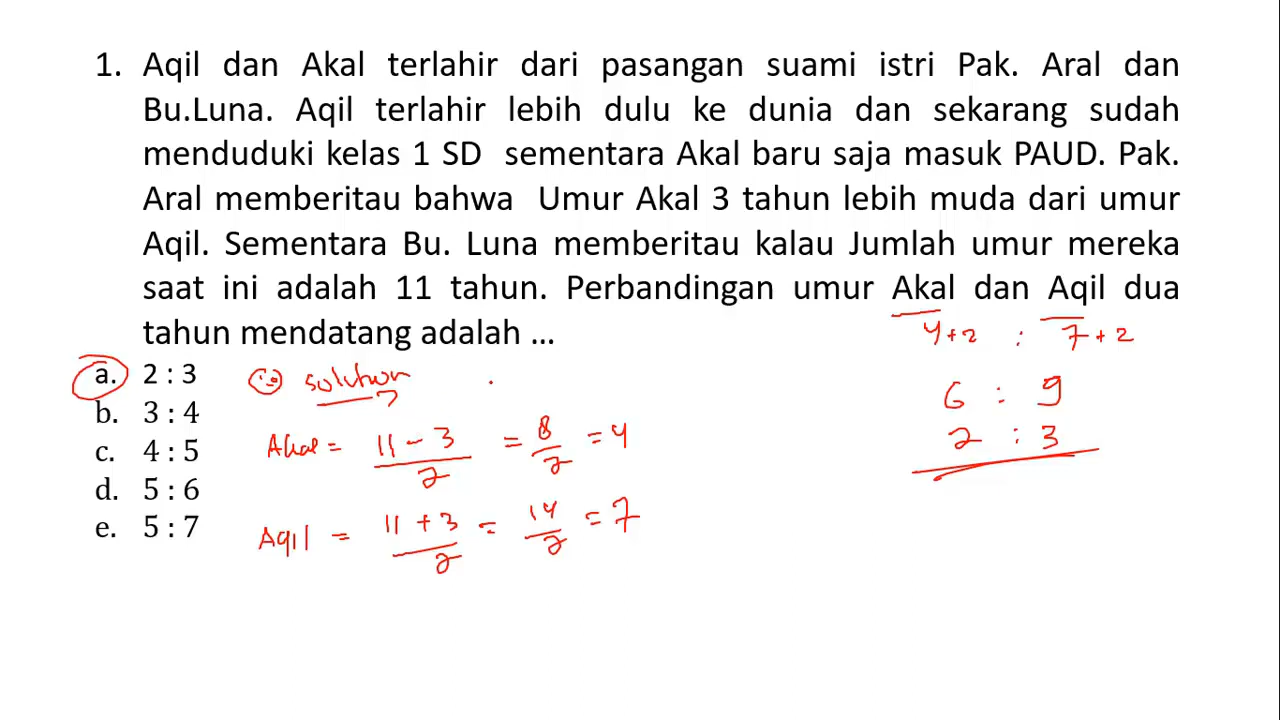 1. Aqil dan Akal terlahir dari pasangan suami istri Pak. Aral dan
Bu.Luna. Aqil terlahir lebih dulu ke dunia dan sekarang sudah
menduduki kelas 1 SD sementara Akal baru saja masuk PAUD. Pak.
Aral memberitau bahwa Umur Akal 3 tahun lebih muda dari umur
Aqil. Sementara Bu. Luna memberitau kalau Jumlah umur mereka
saat ini adalah 11 tahun. Perbandingan umur Akal dan Aqil dua
tahun mendatang adalah ...
4+2 : 7+2
a. 2 : 3
solution
6 : 9
b. 3 : 4
2 : 3
c. 4 : 5
Akal = 11 - 3 / 2 = 8 / 2 = 4
d. 5 : 6
e. 5 : 7
Aqil = 11 + 3 / 2 = 14 / 2 = 7